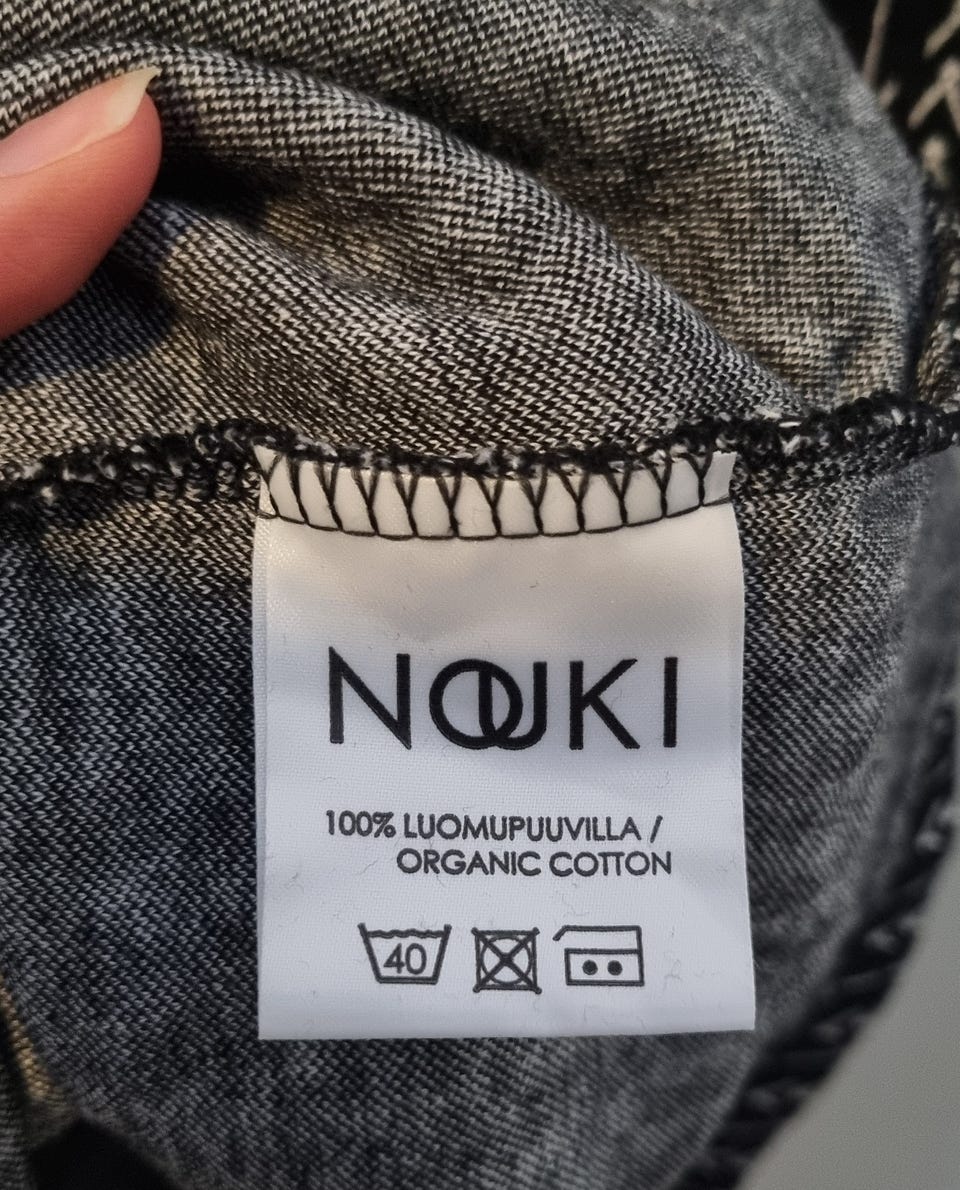 NOUKI
100% LUOMUPUUVILLA /
ORGANIC COTTON
40